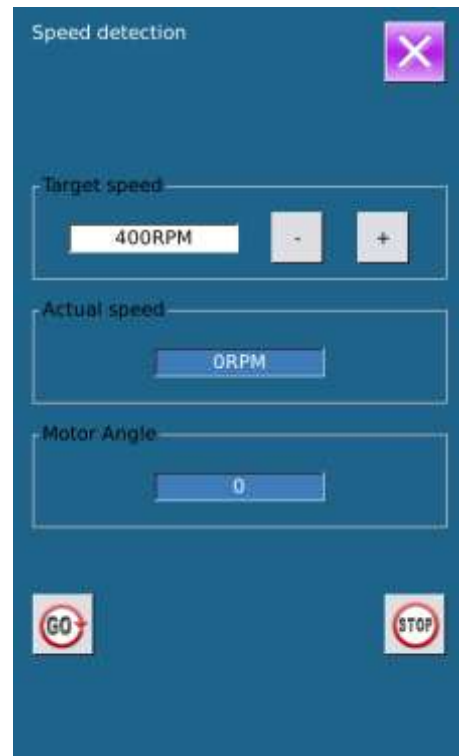 Speed detection
Target speed
400RPM - +
Actual speed
0RPM
Motor Angle
0
GO STOP